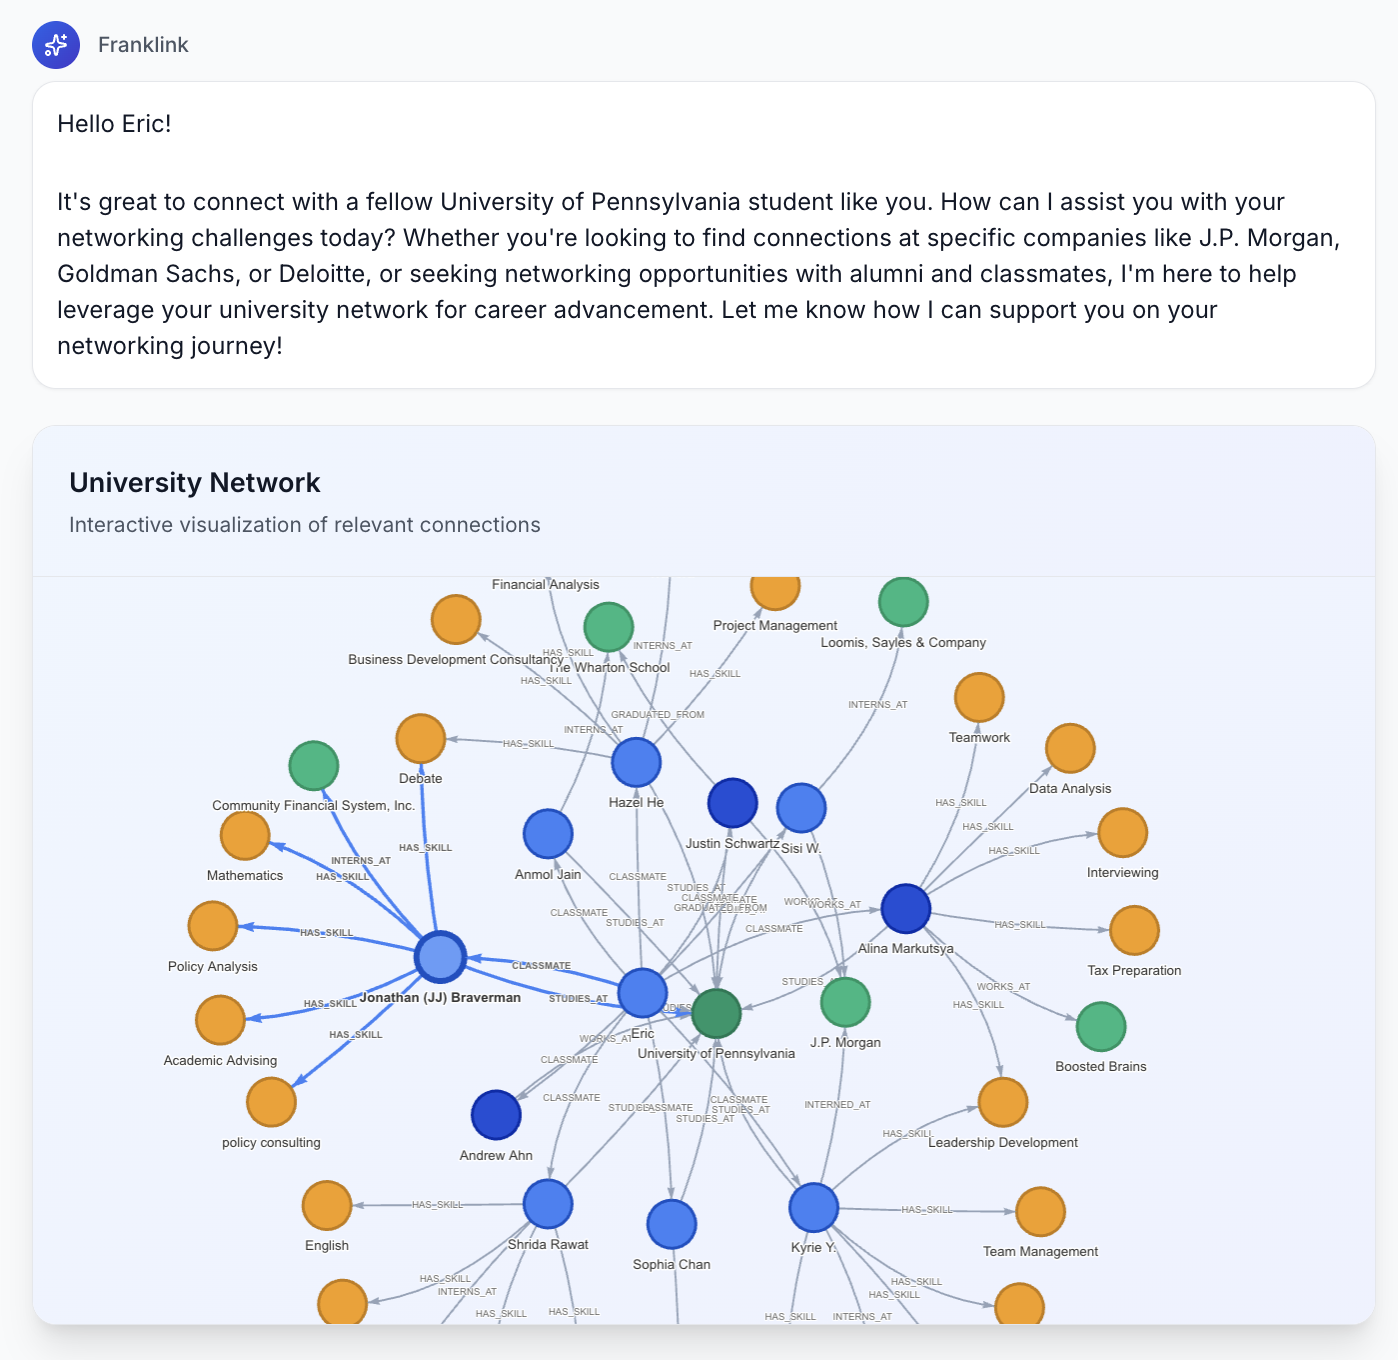 Franklink
Hello Eric!
It's great to connect with a fellow University of Pennsylvania student like you. How can I assist you with your
networking challenges today? Whether you're looking to find connections at specific companies like J.P. Morgan,
Goldman Sachs, or Deloitte, or seeking networking opportunities with alumni and classmates, I'm here to help
leverage your university network for career advancement. Let me know how I can support you on your
networking journey!
University Network
Interactive visualization of relevant connections
Financial Analysis
Project Management
INTERNS_AT
Loomis, Sayles & Company
HAS_SKILL
Business Development Consultancy
The Wharton School
HAS_SKILL
HAS_SKILL
INTERNS_AT
GRADUATED_FROM
INTERNS_AT
Teamwork
HAS_SKILL
Debate
Data Analysis
Community Financial System, Inc.
Hazel He
HAS_SKILL
HAS_SKILL
Justin Schwartz
Sisi W.
HAS_SKILL
HAS_SKILL
INTERNS_AT
Mathematics
HAS_SKILL
Anmol Jain
CLASSMATE
Interviewing
STUDIES_AT
CLASSMATE
GRADUATED_FROM
WORKS_AT
CLASSMATE
STUDIES_AT
HAS_SKILL
CLASSMATE
HAS_SKILL
Alina Markutsya
Policy Analysis
CLASSMATE
Tax Preparation
STUDIES_AT
WORKS_AT
Jonathan (JJ) Braverman
STUDIES_AT
HAS_SKILL
HAS_SKILL
Eric
HAS_SKILL
WORKS_AT
J.P. Morgan
University of Pennsylvania
Academic Advising
CLASSMATE
Boosted Brains
CLASSMATE
CLASSMATE
CLASSMATE
STUDIES_AT
STUDIES_AT
INTERNED_AT
policy consulting
HAS_SKILL
Leadership Development
Andrew Ahn
HAS_SKILL
HAS_SKILL
English
Shrida Rawat
Kyrie Y.
Team Management
Sophia Chan
HAS_SKILL
HAS_SKILL
INTERNS_AT
HAS_SKILL
HAS_SKILL
HAS_SKILL
HAS_SKILL
INTERNS_AT